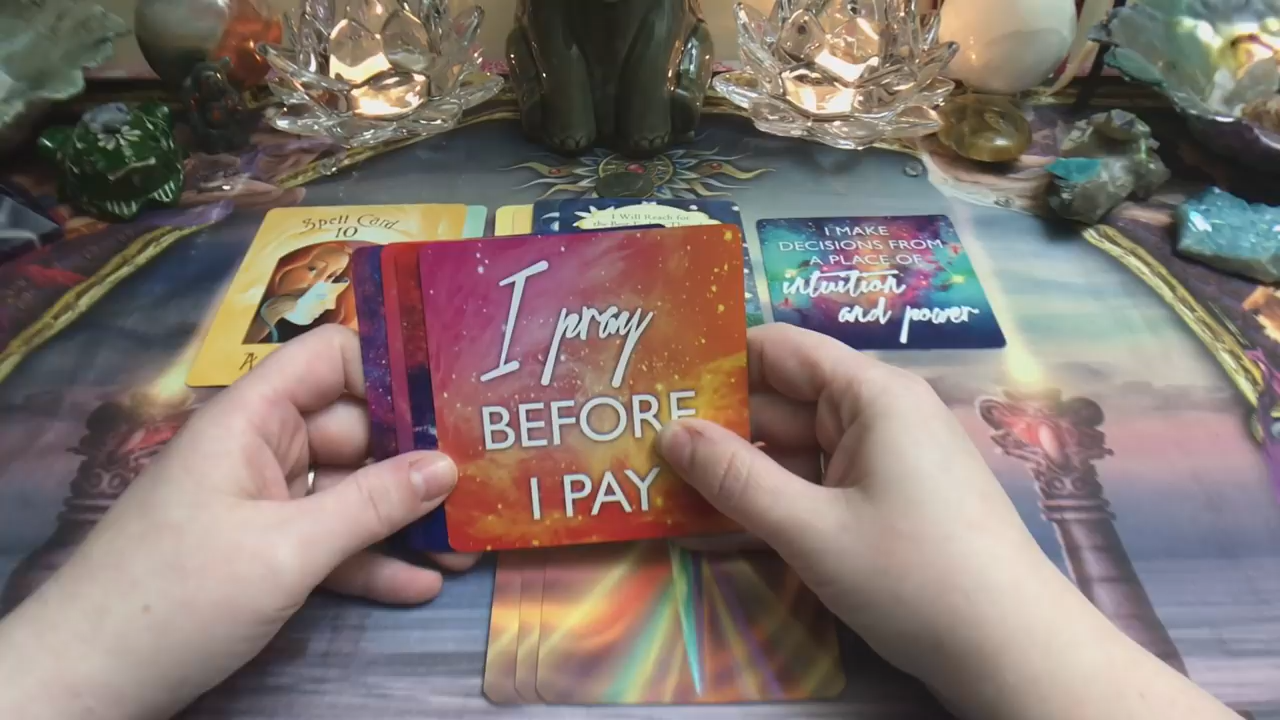 Spell Card
10
A
I Will Reach for
the
I MAKE
DECISIONS FROM
A PLACE OF
intuition
and power
I pray
BEFORE
I PAY